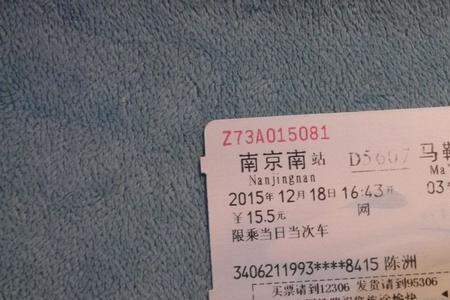 Z73A015081
南京南站 D5607 马鞍
Nanjingnan Ma
2015年12月18日16:43开 03
￥15.5元 网
限乘当日当次车
3406211993****8415 陈洲
买票请到12306 发货请到95306